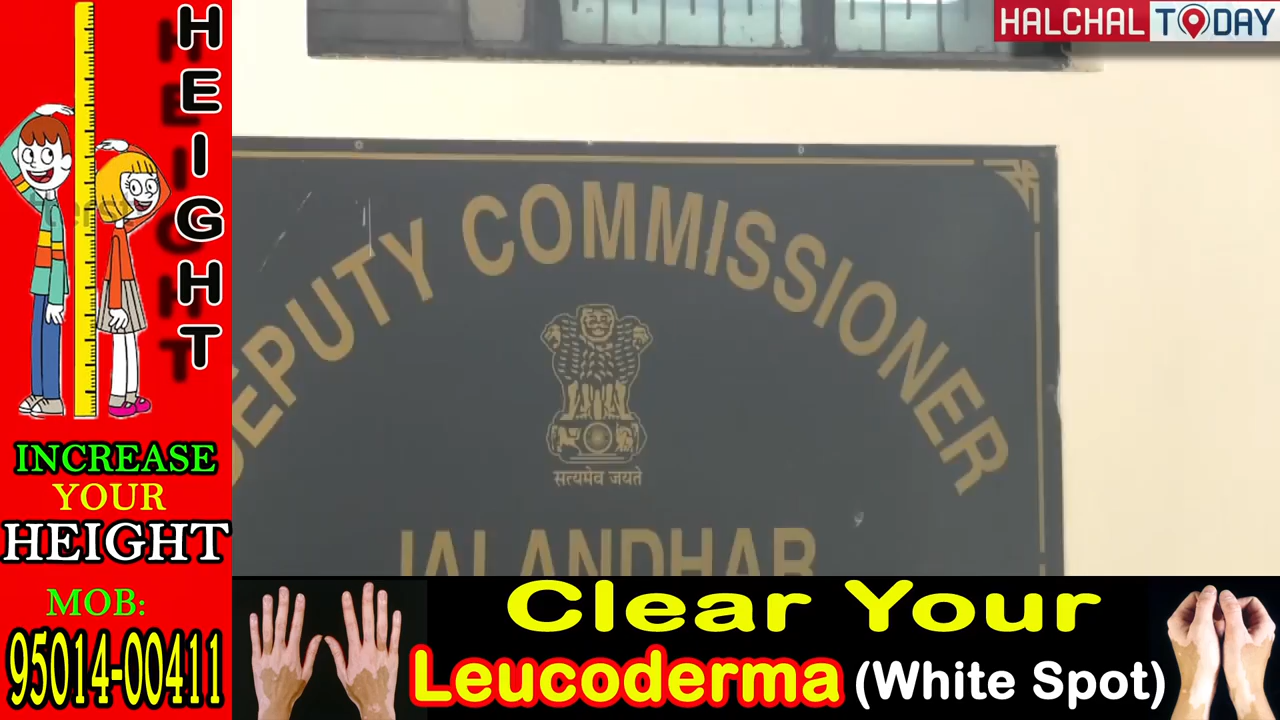 HEIGHT
INCREASE
YOUR
HEIGHT
MOB:
95014-00411
HALCHAL TODAY
DEPUTY COMMISSIONER
सत्यमेव जयते
JALANDHAR
Clear Your
Leucoderma (White Spot)